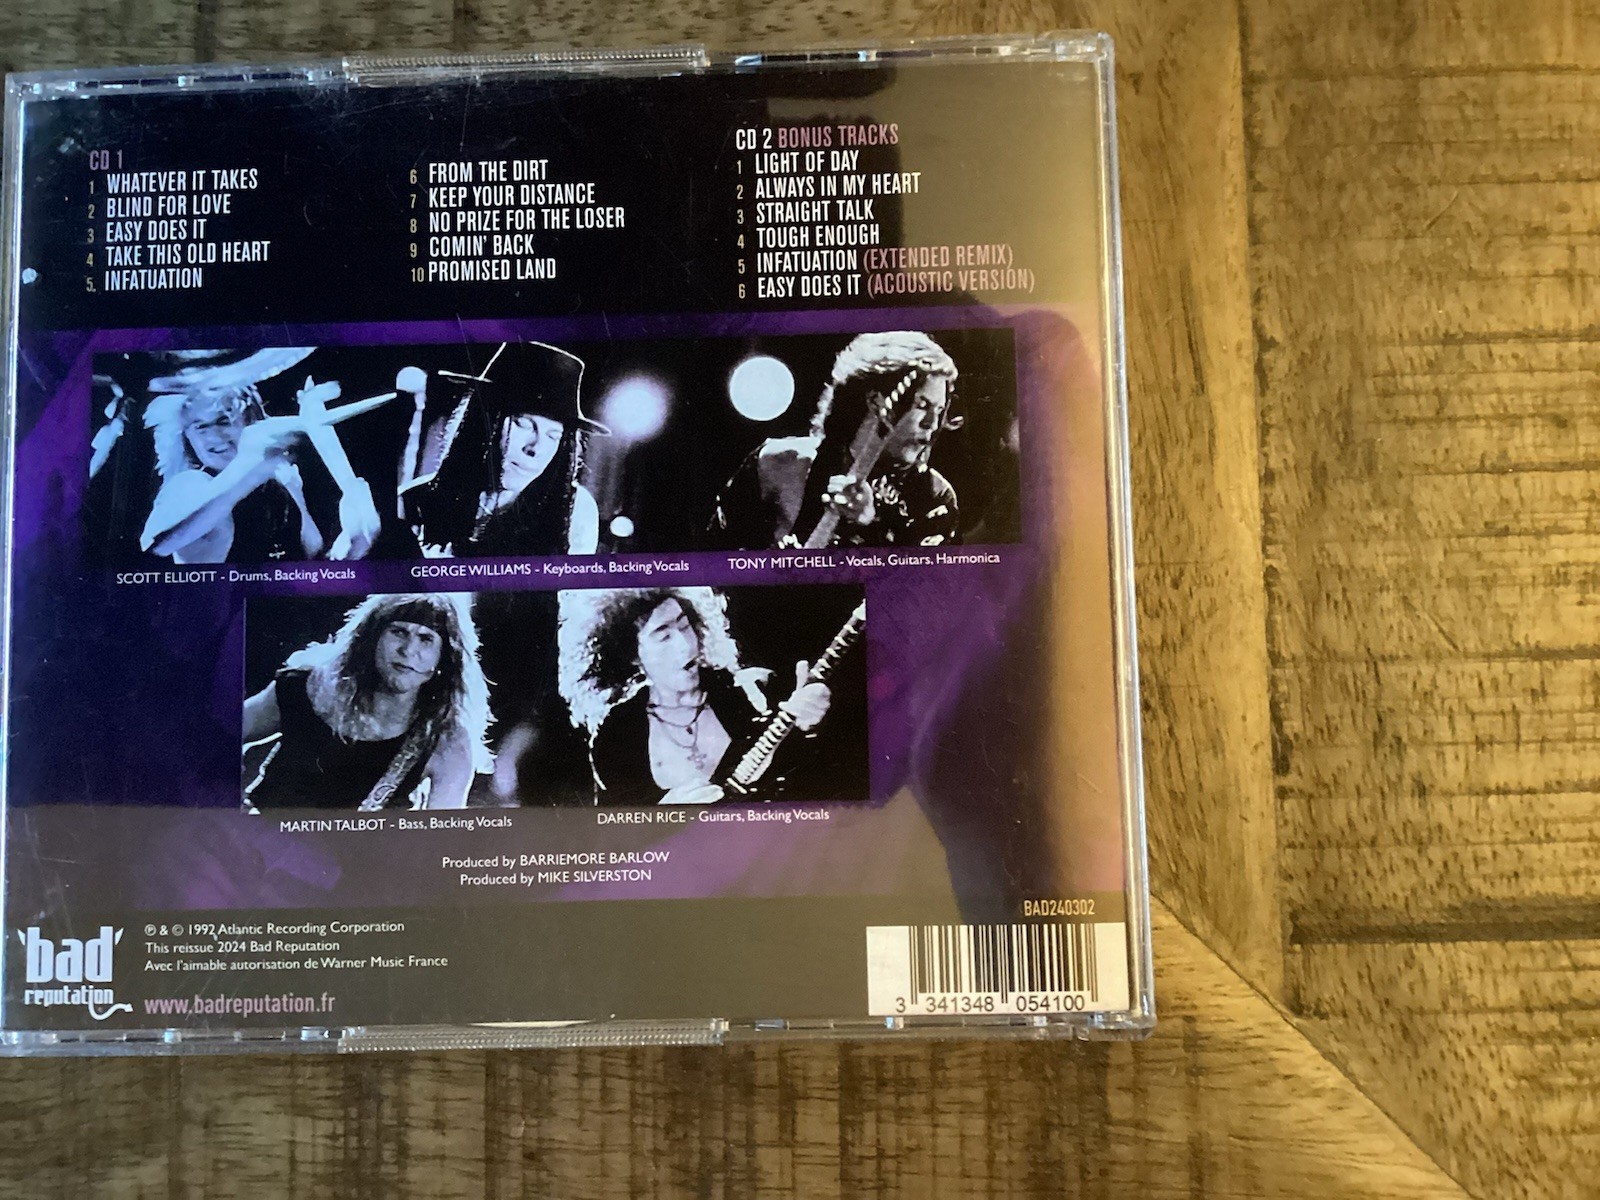 CD 1
1 WHATEVER IT TAKES
2 BLIND FOR LOVE
3 EASY DOES IT
4 TAKE THIS OLD HEART
5. INFATUATION
6 FROM THE DIRT
7 KEEP YOUR DISTANCE
8 NO PRIZE FOR THE LOSER
9 COMIN' BACK
10 PROMISED LAND
CD 2 BONUS TRACKS
1 LIGHT OF DAY
2 ALWAYS IN MY HEART
3 STRAIGHT TALK
4 TOUGH ENOUGH
5 INFATUATION (EXTENDED REMIX)
6 EASY DOES IT (ACOUSTIC VERSION)
SCOTT ELLIOTT - Drums, Backing Vocals
GEORGE WILLIAMS - Keyboards, Backing Vocals
TONY MITCHELL - Vocals, Guitars, Harmonica
MARTIN TALBOT - Bass, Backing Vocals
DARREN RICE - Guitars, Backing Vocals
Produced by BARRIEMORE BARLOW
Produced by MIKE SILVERSTON
bad
reputation
℗ & © 1992 Atlantic Recording Corporation
This reissue 2024 Bad Reputation
Avec l'aimable autorisation de Warner Music France
www.badreputation.fr
BAD240302
3 341348 054100